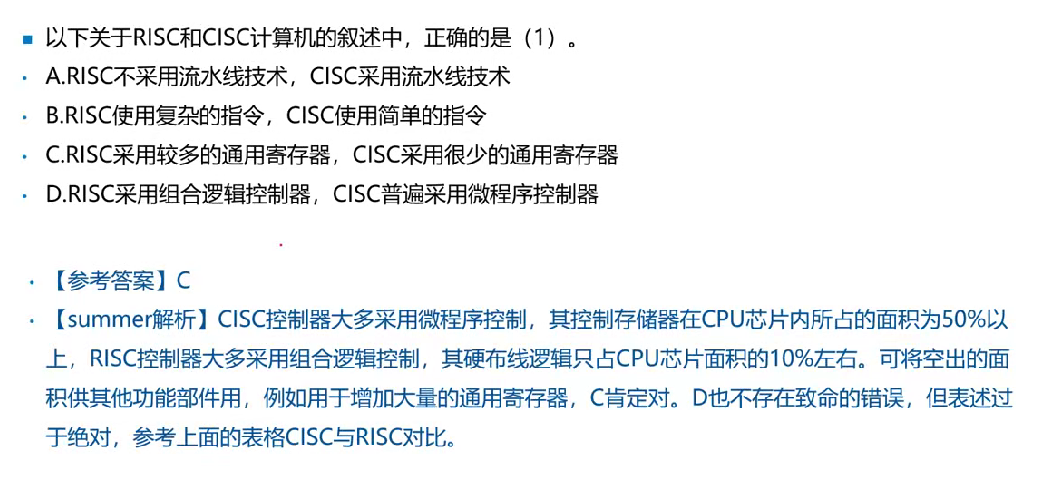 以下关于RISC和CISC计算机的叙述中，正确的是（1）。
A.RISC不采用流水线技术，CISC采用流水线技术
B.RISC使用复杂的指令，CISC使用简单的指令
C.RISC采用较多的通用寄存器，CISC采用很少的通用寄存器
D.RISC采用组合逻辑控制器，CISC普遍采用微程序控制器
【参考答案】C
【summer解析】CISC控制器大多采用微程序控制，其控制存储器在CPU芯片内所占的面积为50%以
上，RISC控制器大多采用组合逻辑控制，其硬布线逻辑只占CPU芯片面积的10%左右。可将空出的面
积供其他功能部件用，例如用于增加大量的通用寄存器，C肯定对。D也不存在致命的错误，但表述过
于绝对，参考上面的表格CISC与RISC对比。